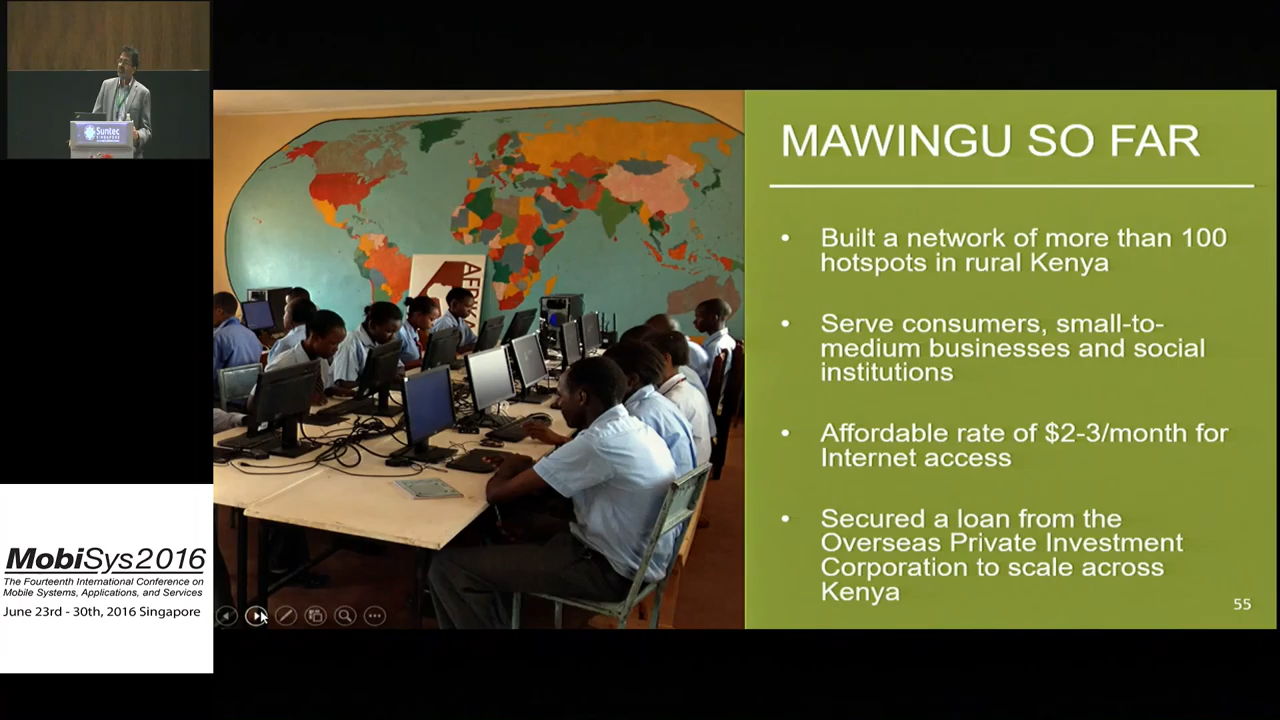 Suntec
SINGAPORE
MobiSys2016
The Fourteenth International Conference on
Mobile Systems, Applications, and Services
June 23rd - 30th, 2016 Singapore
AFRIKA
MAWINGU SO FAR
• Built a network of more than 100
hotspots in rural Kenya
• Serve consumers, small-to-
medium businesses and social
institutions
• Affordable rate of $2-3/month for
Internet access
• Secured a loan from the
Overseas Private Investment
Corporation to scale across
Kenya
55